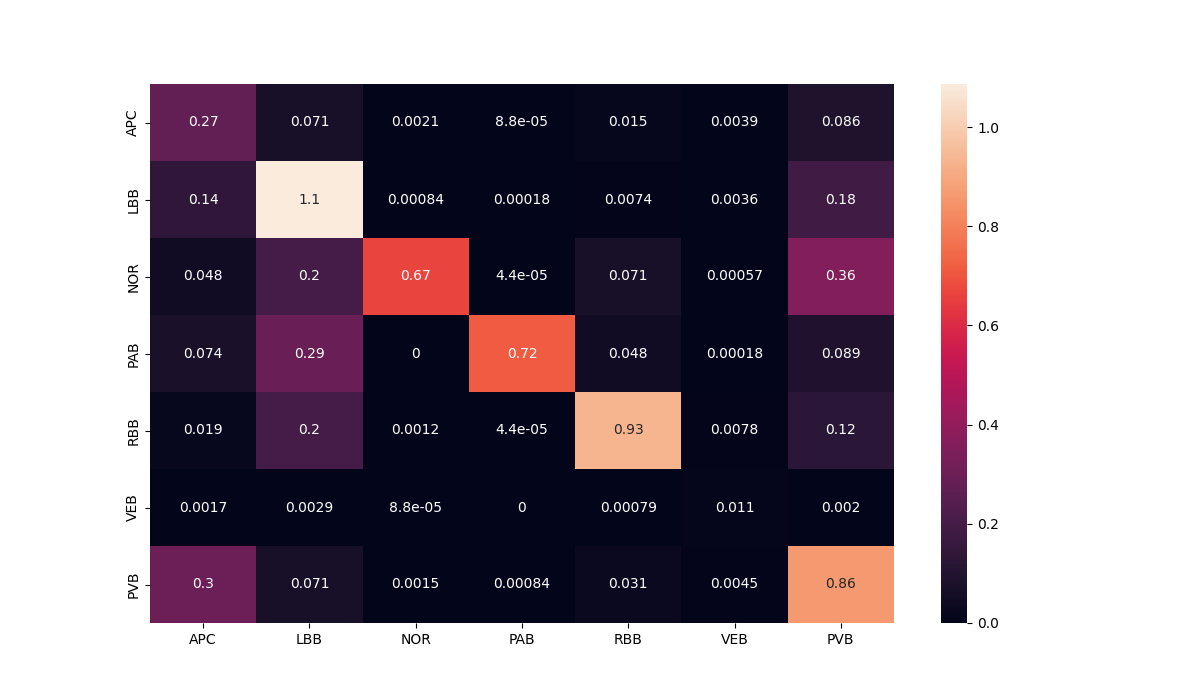 APC 0.27 0.071 0.0021 8.8e-05 0.015 0.0039 0.086
LBB 0.14 1.1 0.00084 0.00018 0.0074 0.0036 0.18
NOR 0.048 0.2 0.67 4.4e-05 0.071 0.00057 0.36
PAB 0.074 0.29 0 0.72 0.048 0.00018 0.089
RBB 0.019 0.2 0.0012 4.4e-05 0.93 0.0078 0.12
VEB 0.0017 0.0029 8.8e-05 0 0.00079 0.011 0.002
PVB 0.3 0.071 0.0015 0.00084 0.031 0.0045 0.86
APC LBB NOR PAB RBB VEB PVB
1.0
0.8
0.6
0.4
0.2
0.0